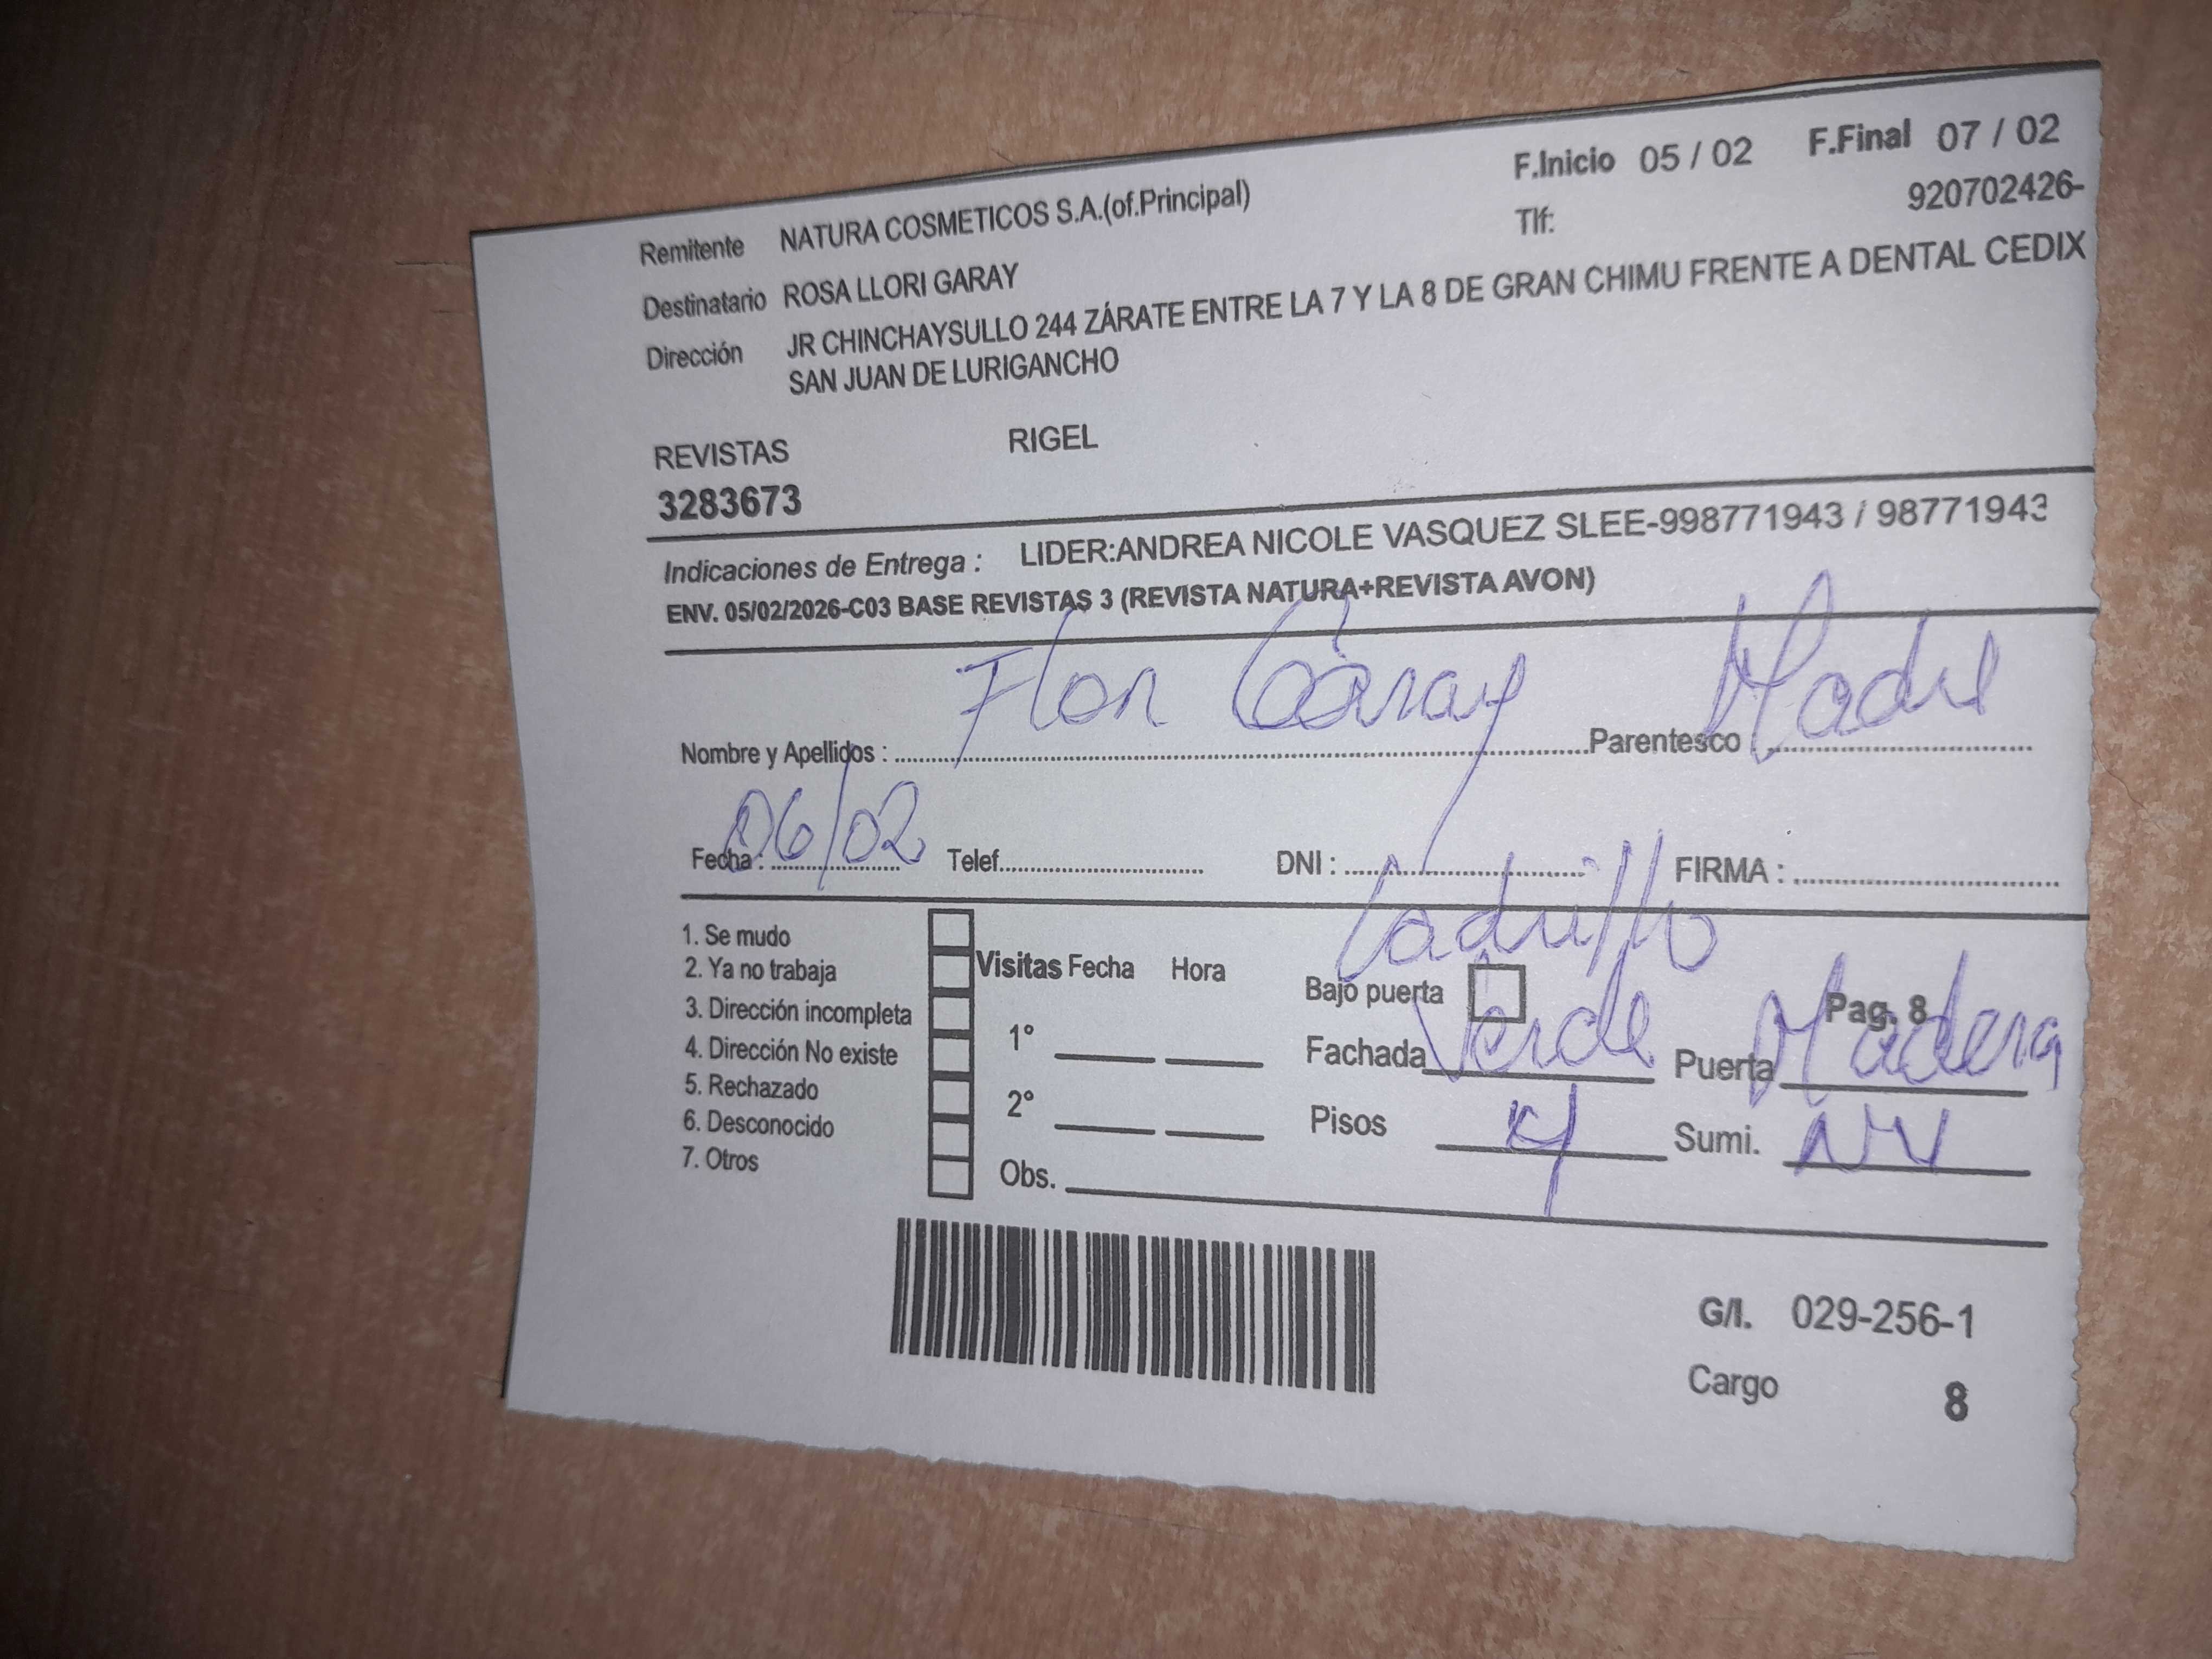 F.Inicio 05 / 02 F.Final 07 / 02
Remitente NATURA COSMETICOS S.A.(of.Principal) Tlf: 920702426-
Destinatario ROSA LLORI GARAY
Dirección JR CHINCHAYSULLO 244 ZÁRATE ENTRE LA 7 Y LA 8 DE GRAN CHIMU FRENTE A DENTAL CEDIX
SAN JUAN DE LURIGANCHO
REVISTAS RIGEL
3283673
Indicaciones de Entrega : LIDER:ANDREA NICOLE VASQUEZ SLEE-998771943 / 98771943
ENV. 05/02/2026-C03 BASE REVISTAS 3 (REVISTA NATURA+REVISTA AVON)
Nombre y Apellidos : Flor Garay Parentesco Madre
Fecha : 06/02 Telef. DNI : FIRMA :
Ladrillo
1. Se mudo
2. Ya no trabaja
3. Dirección incompleta
4. Dirección No existe
5. Rechazado
6. Desconocido
7. Otros
Visitas Fecha Hora
1°
2°
Obs.
Bajo puerta Pag. 8
Fachada Verde Puerta Madera
Pisos 4 Sumi. NV
G/I. 029-256-1
Cargo 8